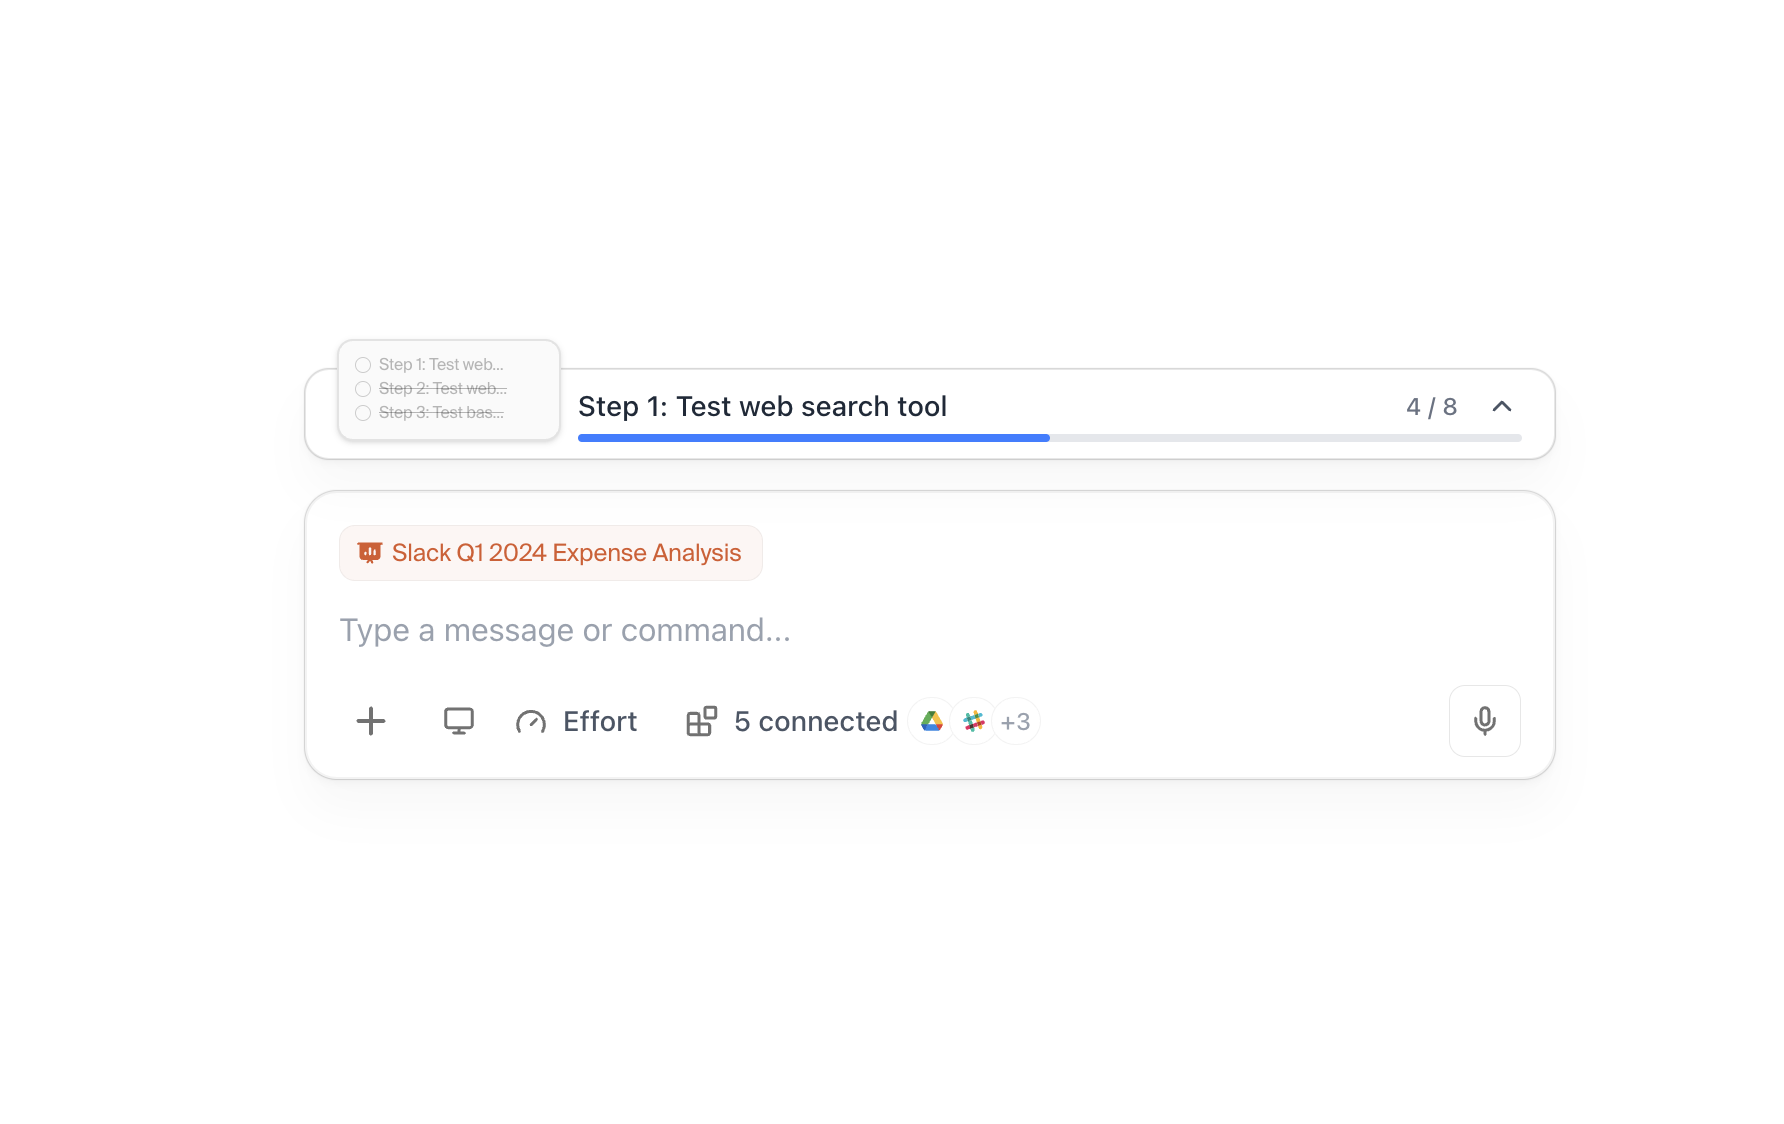 Step 1: Test web...
Step 2: Test web...
Step 3: Test bas...
Step 1: Test web search tool
4 / 8
Slack Q1 2024 Expense Analysis
Type a message or command...
Effort
5 connected
+3